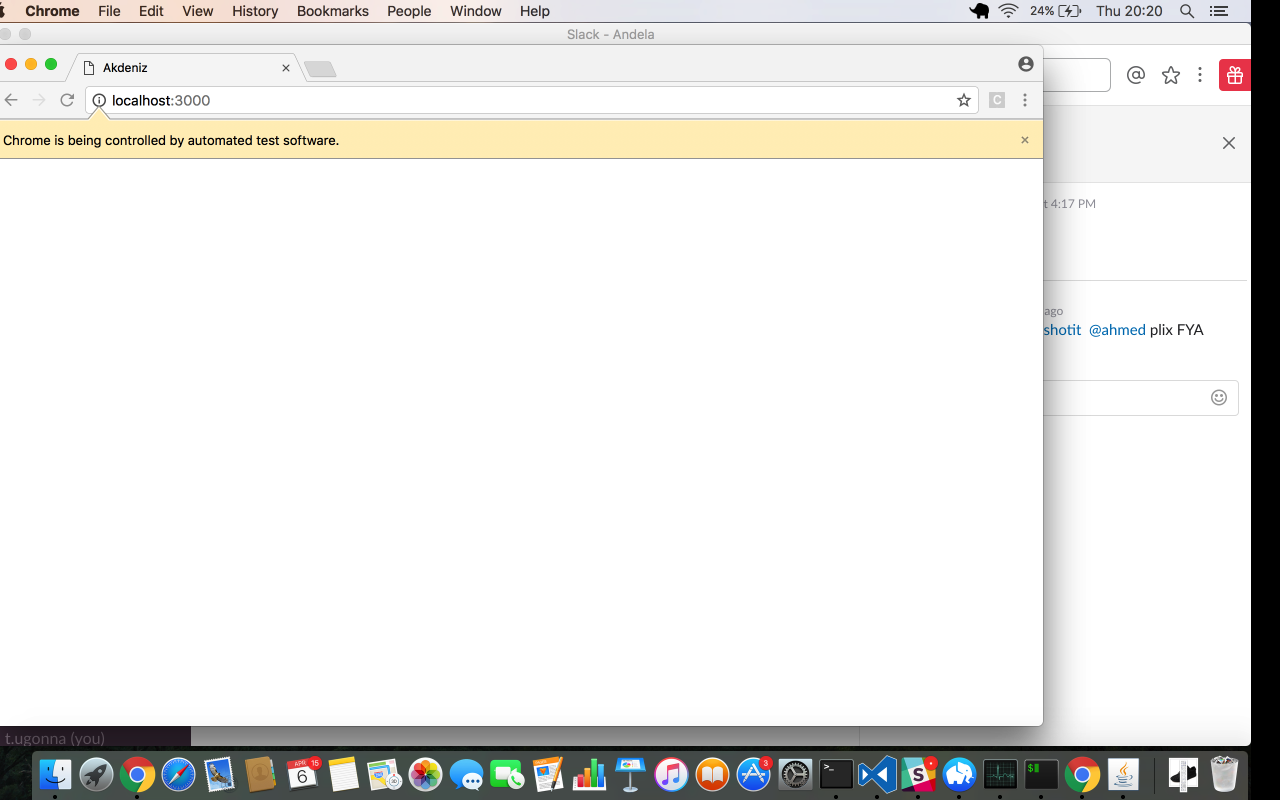 Chrome File Edit View History Bookmarks People Window Help 24% Thu 20:20
Slack - Andela
Akdeniz
localhost:3000
C
Chrome is being controlled by automated test software.
t 4:17 PM
ago
shotit @ahmed plix FYA
t.ugonna (you)
APR 15
6
3